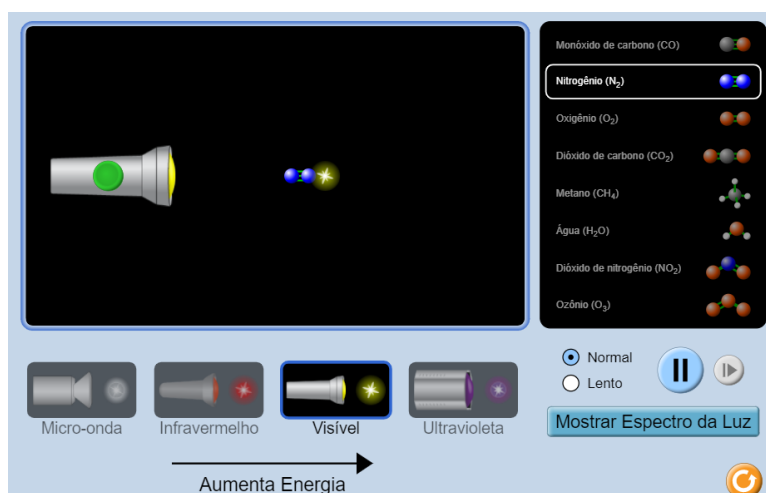 Monóxido de carbono (CO)
Nitrogênio (N₂)
Oxigênio (O₂)
Dióxido de carbono (CO₂)
Metano (CH₄)
Água (H₂O)
Dióxido de nitrogênio (NO₂)
Ozônio (O₃)
Normal
Lento
Mostrar Espectro da Luz
Micro-onda
Infravermelho
Visível
Ultravioleta
Aumenta Energia